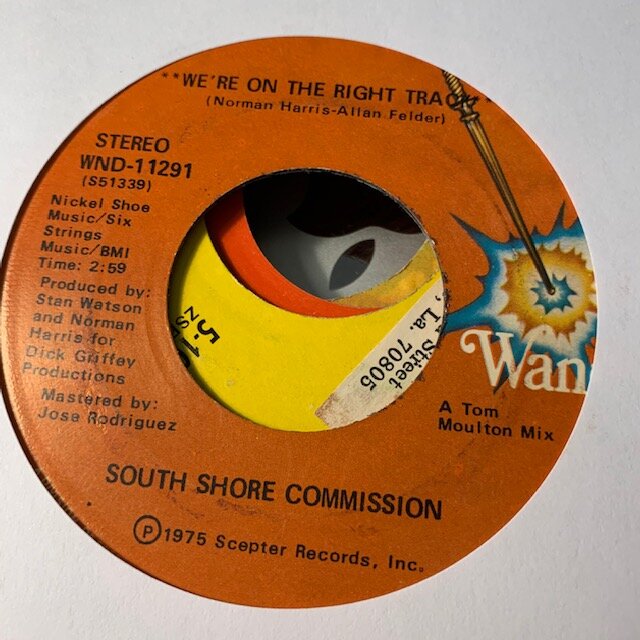 **WE'RE ON THE RIGHT TRACK
(Norman Harris-Allan Felder)
STEREO
WND-11291
(S51339)
Nickel Shoe
Music/Six
Strings
Music/BMI
Time: 2:59
Produced by:
Stan Watson
and Norman
Harris for
Dick Griffey
Productions
Mastered by:
Jose Rodriguez
Street
, La. 70805
Wan
A Tom
Moulton Mix
SOUTH SHORE COMMISSION
Ⓟ1975 Scepter Records, Inc.